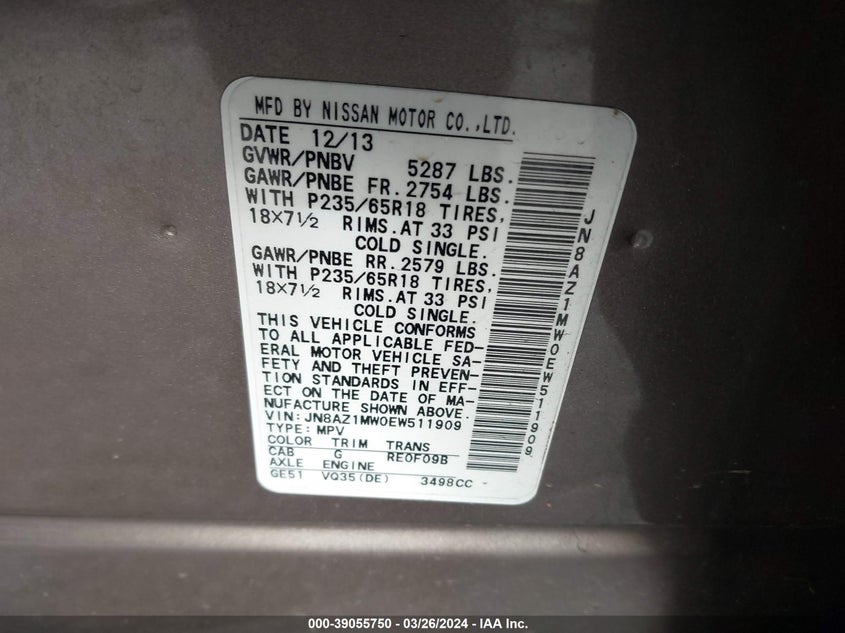 MFD BY NISSAN MOTOR CO.,LTD.
DATE 12/13
GVWR/PNBV 5287 LBS.
GAWR/PNBE FR. 2754 LBS.
WITH P235/65R18 TIRES,
18×7½ RIMS.AT 33 PSI
COLD SINGLE.
GAWR/PNBE RR. 2579 LBS.
WITH P235/65R18 TIRES,
18×7½ RIMS.AT 33 PSI
COLD SINGLE.
THIS VEHICLE CONFORMS
TO ALL APPLICABLE FED-
ERAL MOTOR VEHICLE SA-
FETY AND THEFT PREVEN-
TION STANDARDS IN EFF-
ECT ON THE DATE OF MA-
NUFACTURE SHOWN ABOVE.
VIN: JN8AZ1MW0EW511909
TYPE: MPV
COLOR TRIM TRANS
CAB G RE0F09B
AXLE ENGINE
GE51 VQ35(DE) 3498CC
JN8AZ1MW0EW511909
000-39055750 - 03/26/2024 - IAA Inc.